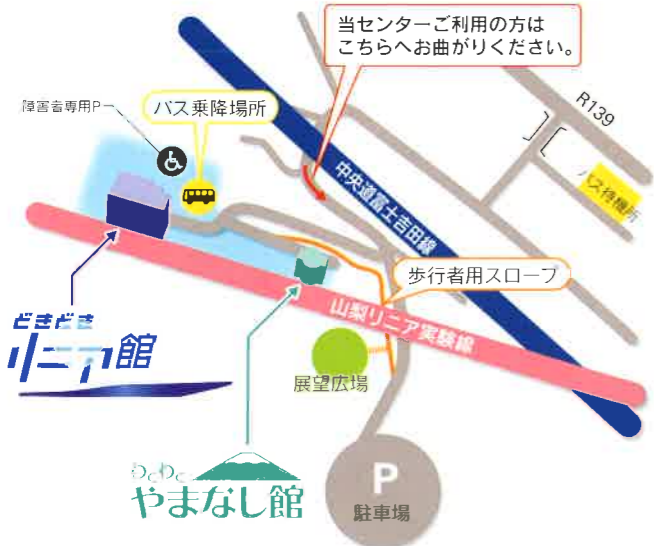 当センターご利用の方は
こちらへお曲がりください。
R139
障害者専用P
バス乗降場所
バス待機所
中央道富士吉田線
歩行者用スロープ
山梨リニア実験線
どきどき
リニア館
展望広場
わくわく
やまなし館
P
駐車場